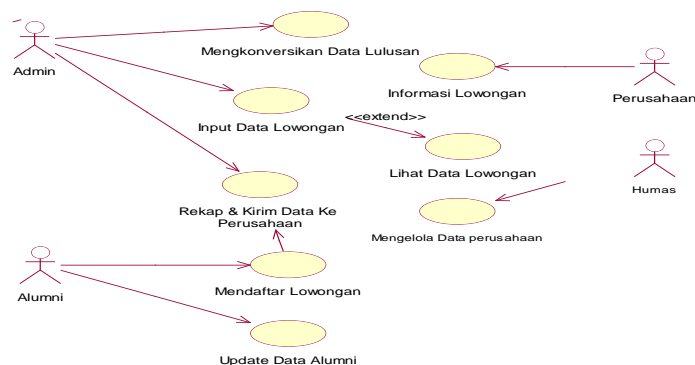 Mengkonversikan Data Lulusan
Admin
Informasi Lowongan
Perusahaan
Input Data Lowongan
<<extend>>
Lihat Data Lowongan
Humas
Rekap & Kirim Data Ke
Perusahaan
Mengelola Data perusahaan
Alumni
Mendaftar Lowongan
Update Data Alumni